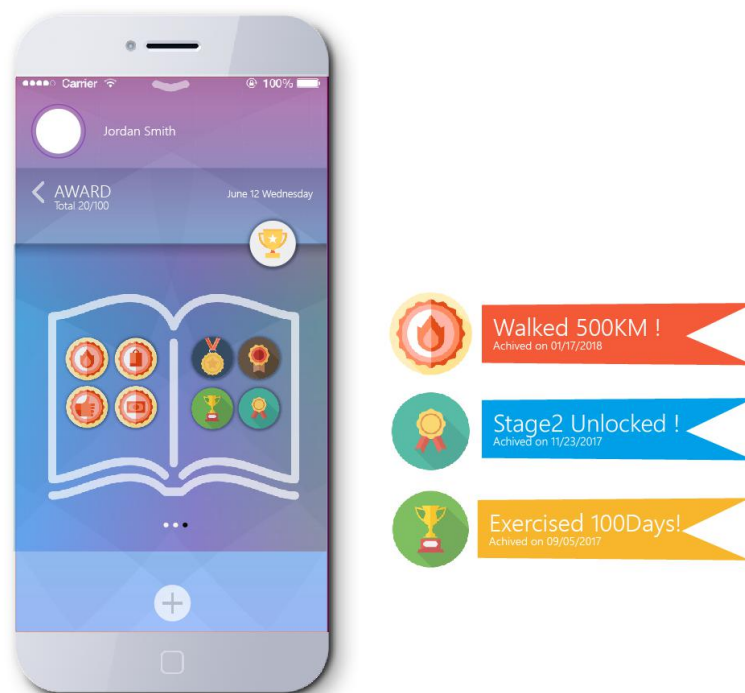 Carrier 100%
Jordan Smith
AWARD
Total 20/100
June 12 Wednesday
Walked 500KM !
Achived on 01/17/2018
Stage2 Unlocked !
Achived on 11/23/2017
Exercised 100Days!
Achived on 09/05/2017